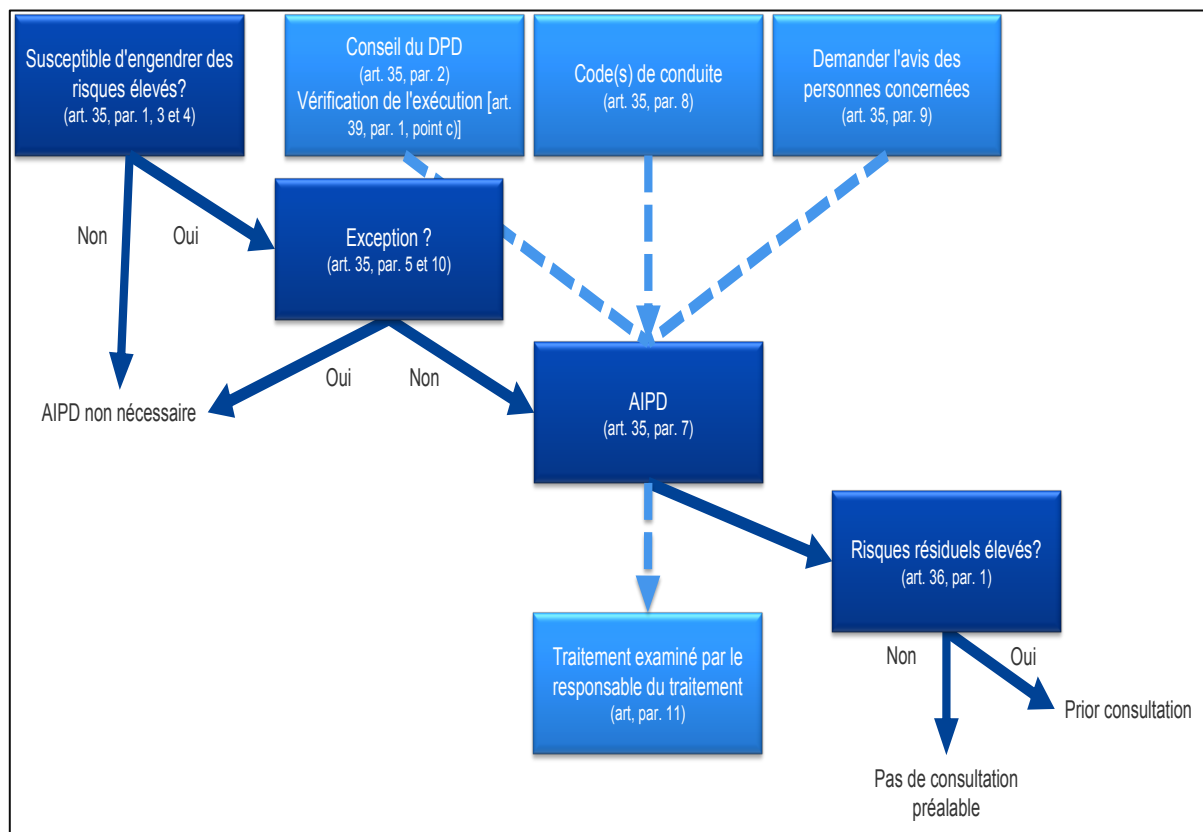 Susceptible d'engendrer des
risques élevés?
(art. 35, par. 1, 3 et 4)
Conseil du DPD
(art. 35, par. 2)
Vérification de l'exécution [art.
39, par. 1, point c)]
Code(s) de conduite
(art. 35, par. 8)
Demander l'avis des
personnes concernées
(art. 35, par. 9)
Non
Oui
Exception ?
(art. 35, par. 5 et 10)
Oui
Non
AIPD non nécessaire
AIPD
(art. 35, par. 7)
Risques résiduels élevés?
(art. 36, par. 1)
Traitement examiné par le
responsable du traitement
(art, par. 11)
Non
Oui
Prior consultation
Pas de consultation
préalable